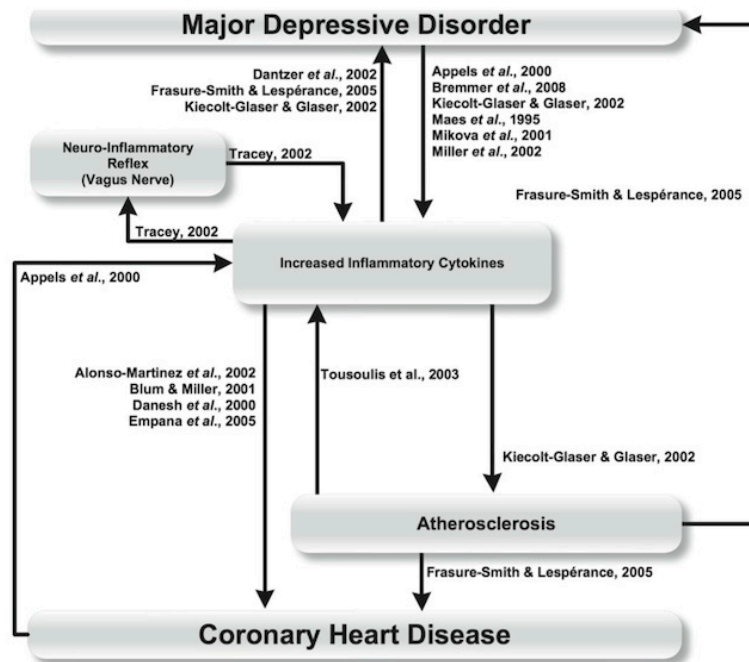 Major Depressive Disorder
Dantzer et al., 2002
Frasure-Smith & Lespérance, 2005
Kiecolt-Glaser & Glaser, 2002
Appels et al., 2000
Bremmer et al., 2008
Kiecolt-Glaser & Glaser, 2002
Maes et al., 1995
Mikova et al., 2001
Miller et al., 2002
Neuro-Inflammatory
Reflex
(Vagus Nerve)
Tracey, 2002
Frasure-Smith & Lespérance, 2005
Tracey, 2002
Increased Inflammatory Cytokines
Appels et al., 2000
Alonso-Martinez et al., 2002
Blum & Miller, 2001
Danesh et al., 2000
Empana et al., 2005
Tousoulis et al., 2003
Kiecolt-Glaser & Glaser, 2002
Atherosclerosis
Frasure-Smith & Lespérance, 2005
Coronary Heart Disease